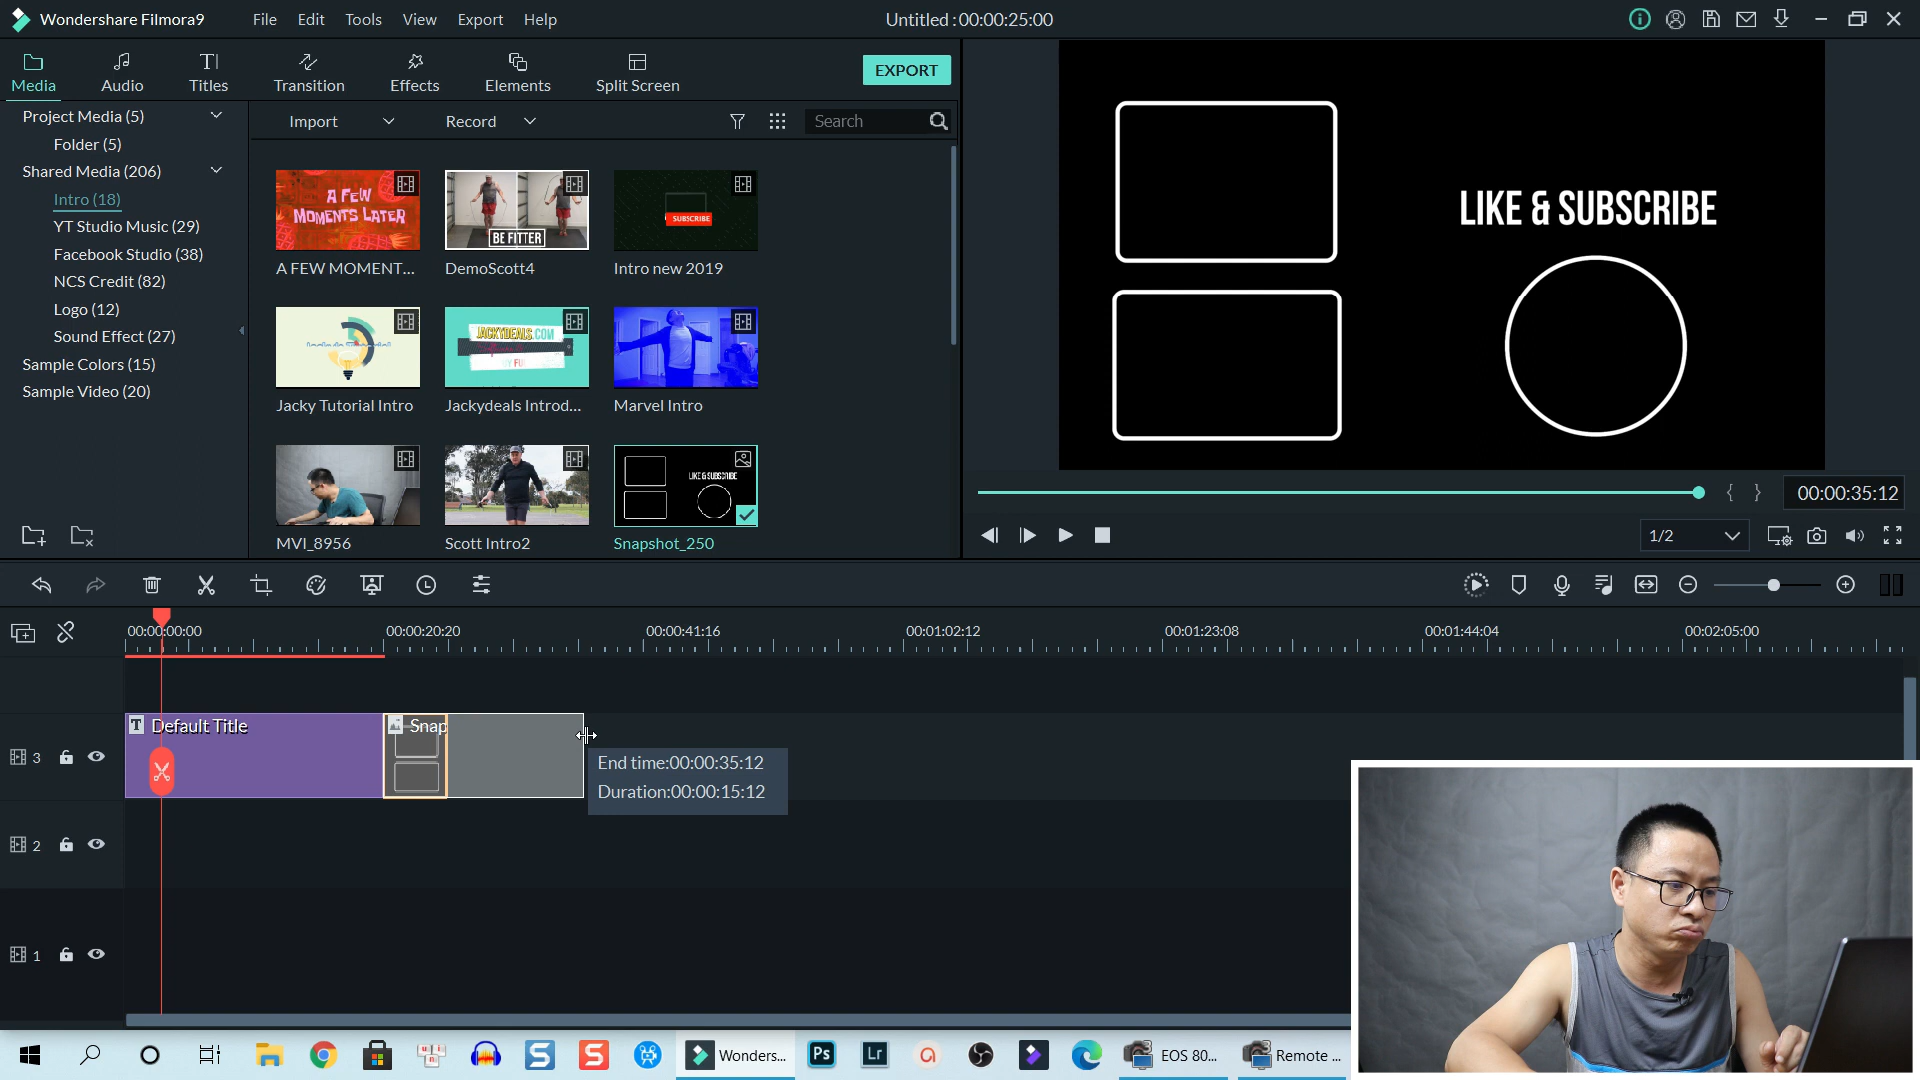 Wondershare Filmora9
File Edit Tools View Export Help
Untitled : 00:00:25:00
Media Audio Titles Transition Effects Elements Split Screen
EXPORT
Project Media (5)
Folder (5)
Shared Media (206)
Intro (18)
YT Studio Music (29)
Facebook Studio (38)
NCS Credit (82)
Logo (12)
Sound Effect (27)
Sample Colors (15)
Sample Video (20)
Import Record Search
A FEW
MOMENTS LATER
BE FITTER
SUBSCRIBE
A FEW MOMENT... DemoScott4 Intro new 2019
JACKYDEALS.COM
Jacky Tutorial Intro Jackydeals Introd... Marvel Intro
LIKE & SUBSCRIBE
MVI_8956 Scott Intro2 Snapshot_250
LIKE & SUBSCRIBE
00:00:35:12
1/2
00:00:00:00 00:00:20:20 00:00:41:16 00:01:02:12 00:01:23:08 00:01:44:04 00:02:05:00
T Default Title Snap
3
End time:00:00:35:12
Duration:00:00:15:12
2
1
Wonders... Ps Lr EOS 80... Remote ...